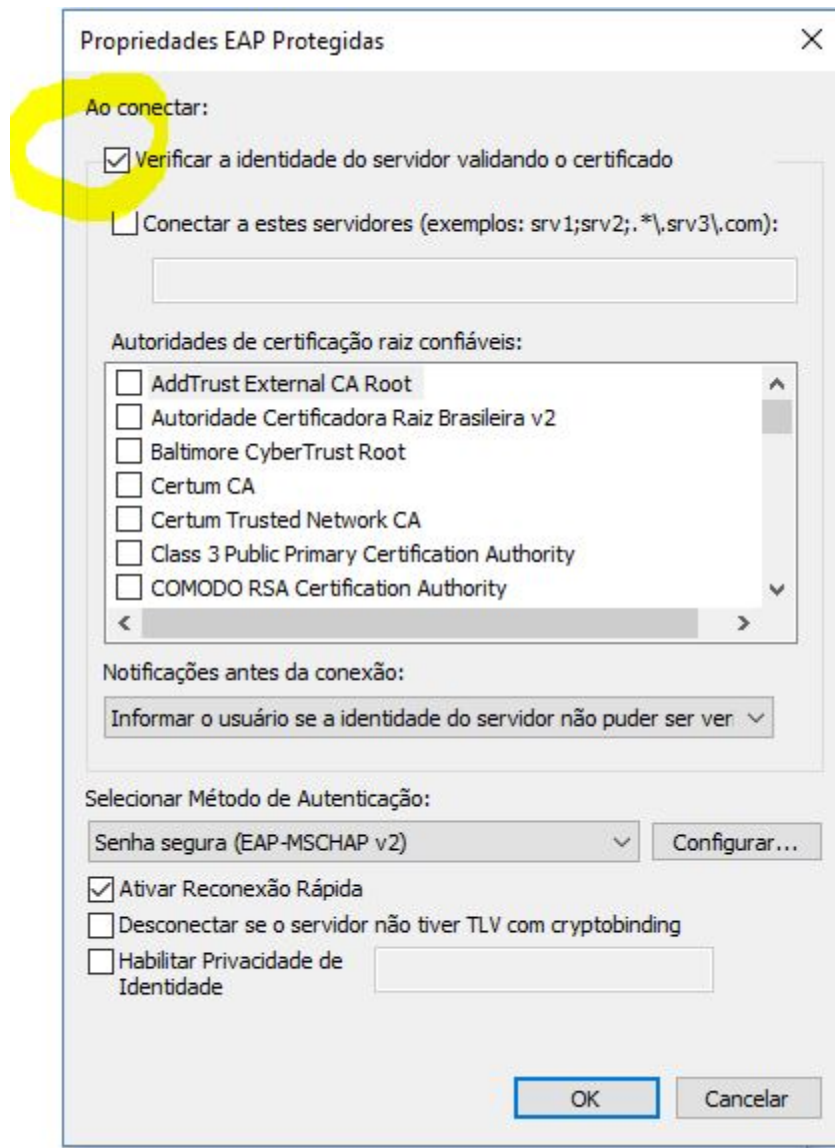 Propriedades EAP Protegidas
Ao conectar:
Verificar a identidade do servidor validando o certificado
Conectar a estes servidores (exemplos: srv1;srv2;.*\.srv3\.com):
Autoridades de certificação raiz confiáveis:
AddTrust External CA Root
Autoridade Certificadora Raiz Brasileira v2
Baltimore CyberTrust Root
Certum CA
Certum Trusted Network CA
Class 3 Public Primary Certification Authority
COMODO RSA Certification Authority
Notificações antes da conexão:
Informar o usuário se a identidade do servidor não puder ser veri
Selecionar Método de Autenticação:
Senha segura (EAP-MSCHAP v2)
Configurar...
Ativar Reconexão Rápida
Desconectar se o servidor não tiver TLV com cryptobinding
Habilitar Privacidade de
Identidade
OK
Cancelar